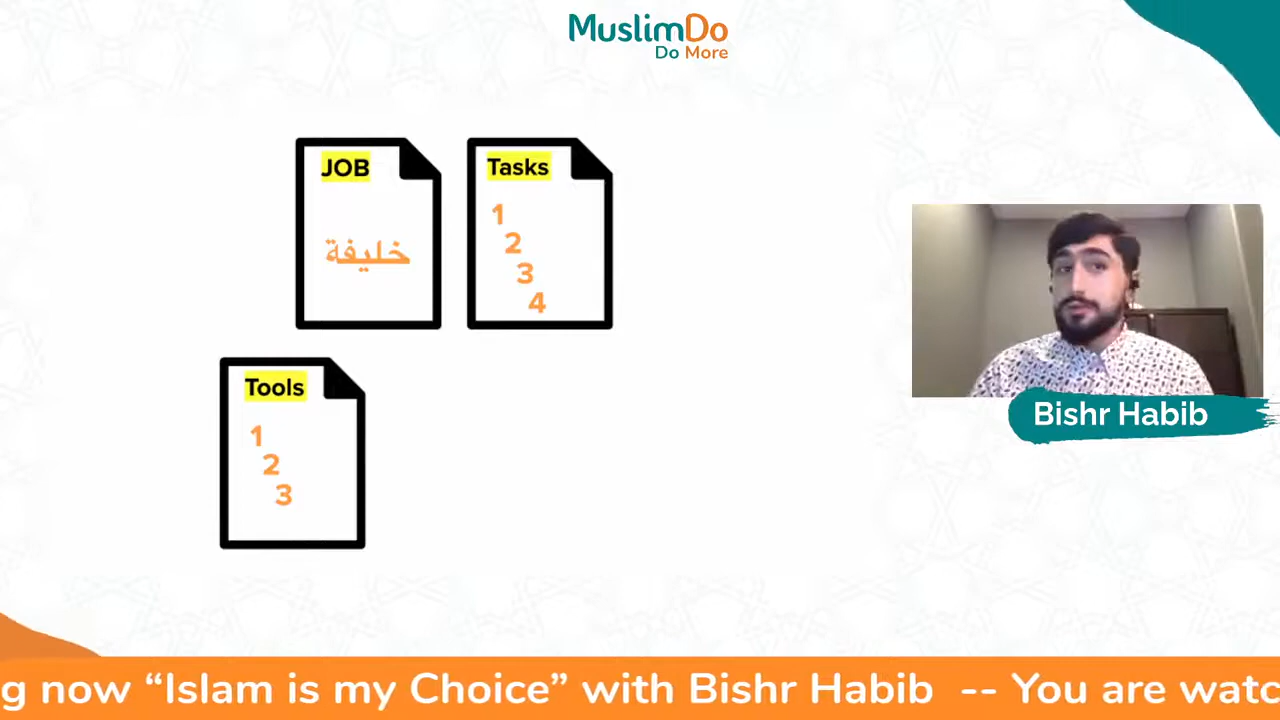 MuslimDo
Do More
JOB
خليفة
Tasks
1
2
3
4
Tools
1
2
3
Bishr Habib
g now “Islam is my Choice” with Bishr Habib -- You are watc